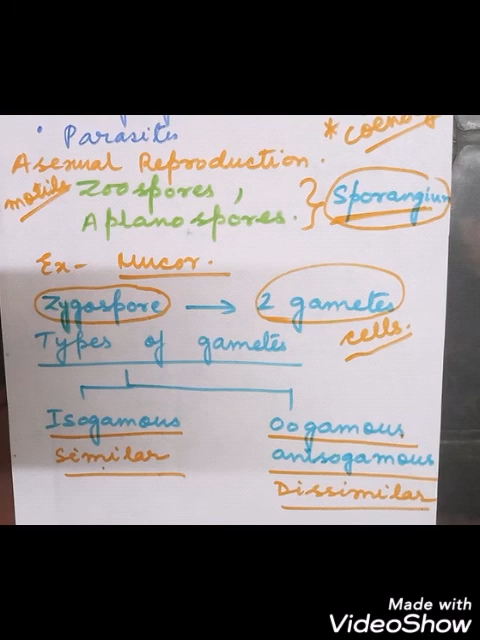 • Parasites
* coeno
Asexual Reproduction.
motile Zoospores, } Sporangium
Aplanospores.
Ex- Mucor.
Zygospore → 2 gametes
cells.
Types of gametes
Isogamous
Similar
Oogamous
anisogamous
Dissimilar
Made with
VideoShow